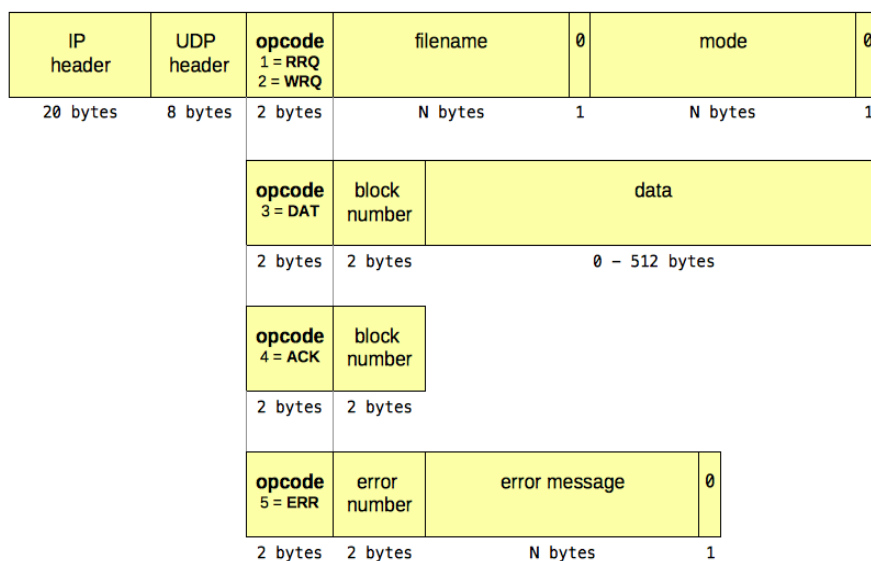 IP header
UDP header
opcode
1 = RRQ
2 = WRQ
filename
0
mode
0
20 bytes
8 bytes
2 bytes
N bytes
1
N bytes
1
opcode
3 = DAT
block number
data
2 bytes
2 bytes
0 – 512 bytes
opcode
4 = ACK
block number
2 bytes
2 bytes
opcode
5 = ERR
error number
error message
0
2 bytes
2 bytes
N bytes
1